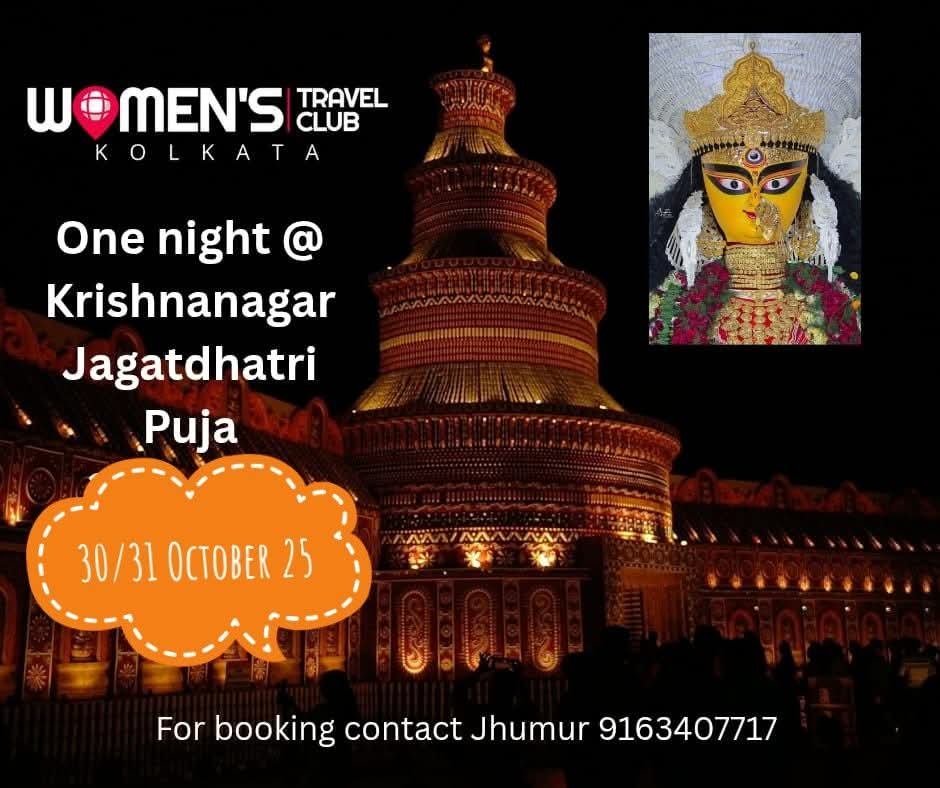 WOMEN'S TRAVEL CLUB
KOLKATA
One night @
Krishnanagar
Jagatdhatri
Puja
30/31 OCTOBER 25
For booking contact Jhumur 9163407717